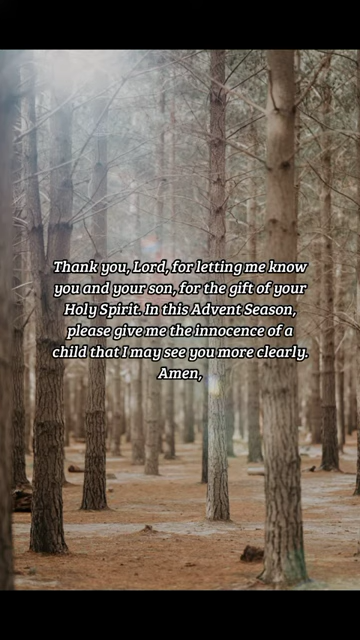 Thank you, Lord, for letting me know
you and your son, for the gift of your
Holy Spirit. In this Advent Season,
please give me the innocence of a
child that I may see you more clearly.
Amen,